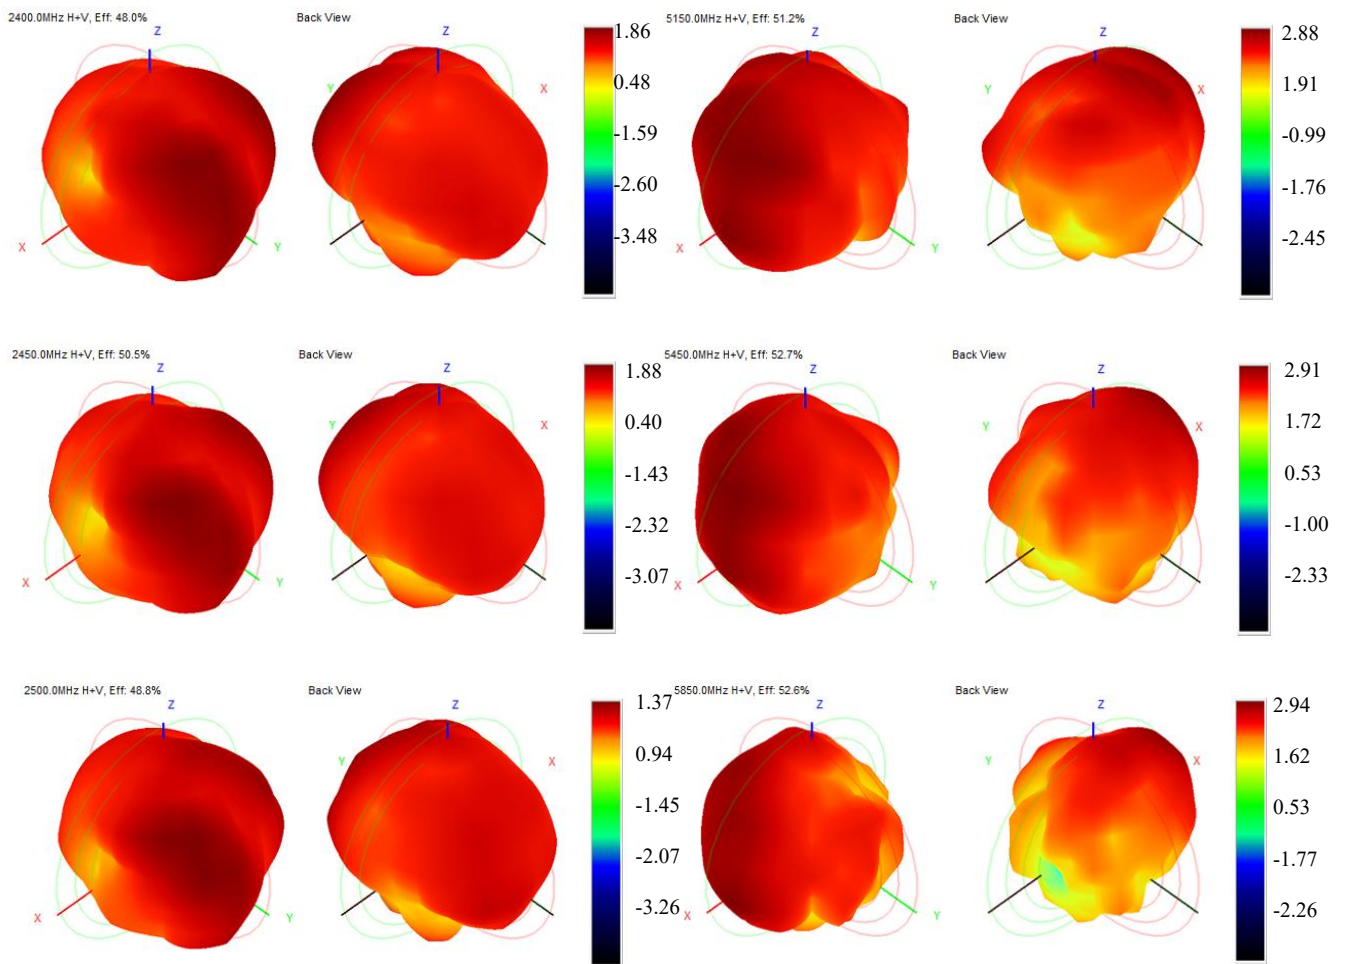 2400.0MHz H+V, Eff: 48.0%
Back View
Z
Z
Y
X
X
Y
1.86
0.48
-1.59
-2.60
-3.48
5150.0MHz H+V, Eff: 51.2%
Back View
Z
Z
Y
X
X
Y
2.88
1.91
-0.99
-1.76
-2.45
2450.0MHz H+V, Eff: 50.5%
Back View
Z
Z
Y
X
X
Y
1.88
0.40
-1.43
-2.32
-3.07
5450.0MHz H+V, Eff: 52.7%
Back View
Z
Z
Y
X
X
Y
2.91
1.72
0.53
-1.00
-2.33
2500.0MHz H+V, Eff: 48.8%
Back View
Z
Z
Y
X
X
Y
1.37
0.94
-1.45
-2.07
-3.26
5850.0MHz H+V, Eff: 52.6%
Back View
Z
Z
Y
X
X
Y
2.94
1.62
0.53
-1.77
-2.26